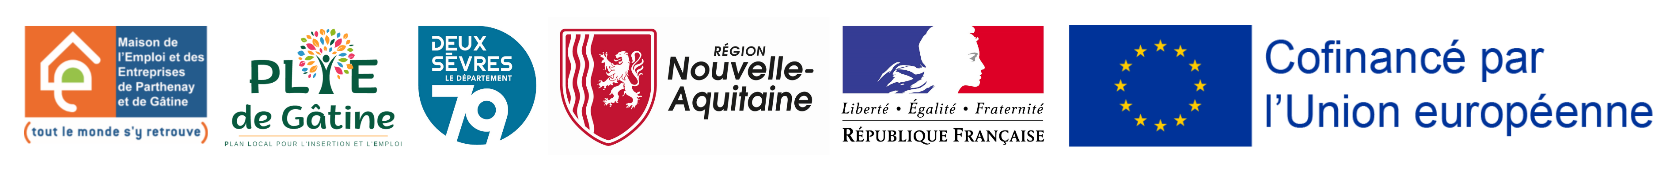 Maison de
l'Emploi et des
Entreprises
de Parthenay
et de Gâtine
(tout le monde s'y retrouve)
PLIE
de Gâtine
PLAN LOCAL POUR L'INSERTION ET L'EMPLOI
DEUX
SÈVRES
LE DÉPARTEMENT
79
RÉGION
Nouvelle-
Aquitaine
Liberté • Égalité • Fraternité
RÉPUBLIQUE FRANÇAISE
Cofinancé par
l'Union européenne